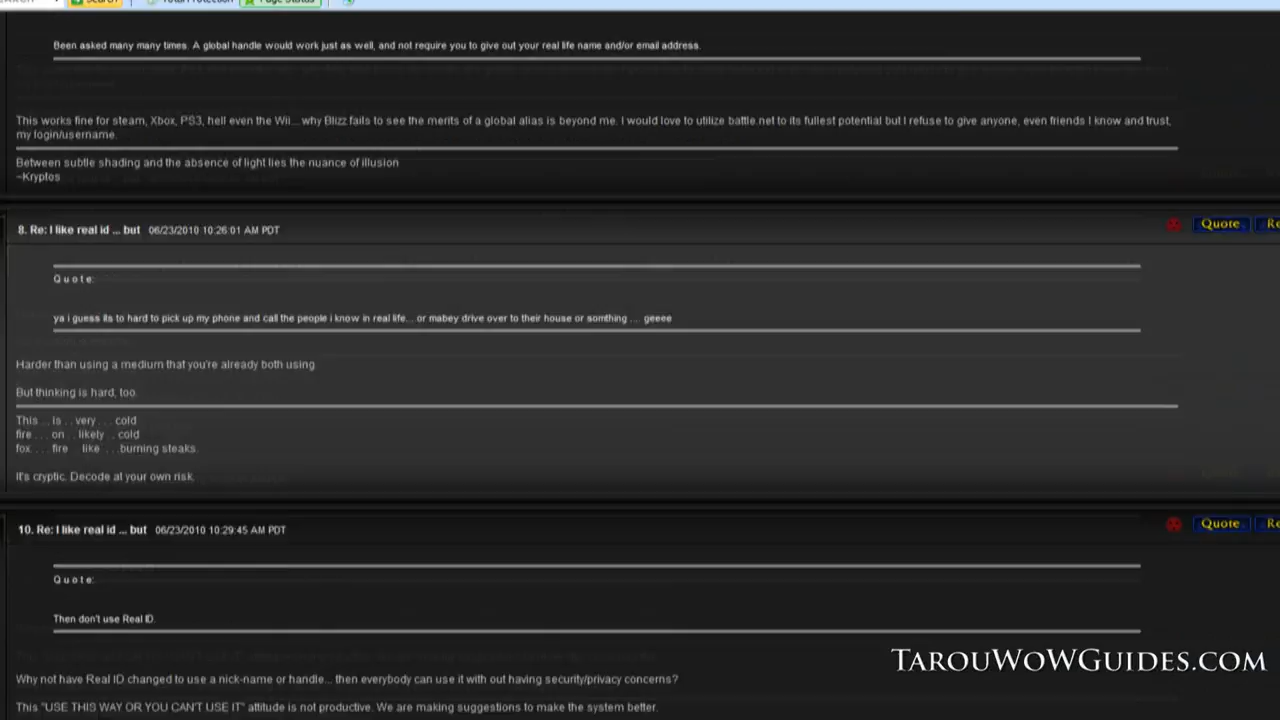 Search
Page Status
Been asked many many times. A global handle would work just as well, and not require you to give out your real life name and/or email address.
This works fine for steam, Xbox, PS3, hell even the Wii... why Blizz fails to see the merits of a global alias is beyond me. I would love to utilize battle.net to its fullest potential but I refuse to give anyone, even friends I know and trust,
my login/username.
Between subtle shading and the absence of light lies the nuance of illusion
~Kryptos
8. Re: I like real id ... but 06/23/2010 10:26:01 AM PDT
Quote
Quote:
ya i guess its to hard to pick up my phone and call the people i know in real life... or mabey drive over to their house or somthing .... geeee
Harder than using a medium that you're already both using
But thinking is hard, too.
This ... is ... very ... cold
fire ... on ... likely ... cold
fox ... fire ... like ... burning steaks.
It's cryptic. Decode at your own risk.
10. Re: I like real id ... but 06/23/2010 10:29:45 AM PDT
Quote
Quote:
Then don't use Real ID.
Why not have Real ID changed to use a nick-name or handle... then everybody can use it with out having security/privacy concerns?
This "USE THIS WAY OR YOU CAN'T USE IT" attitude is not productive. We are making suggestions to make the system better.
TarouWoWGuides.com